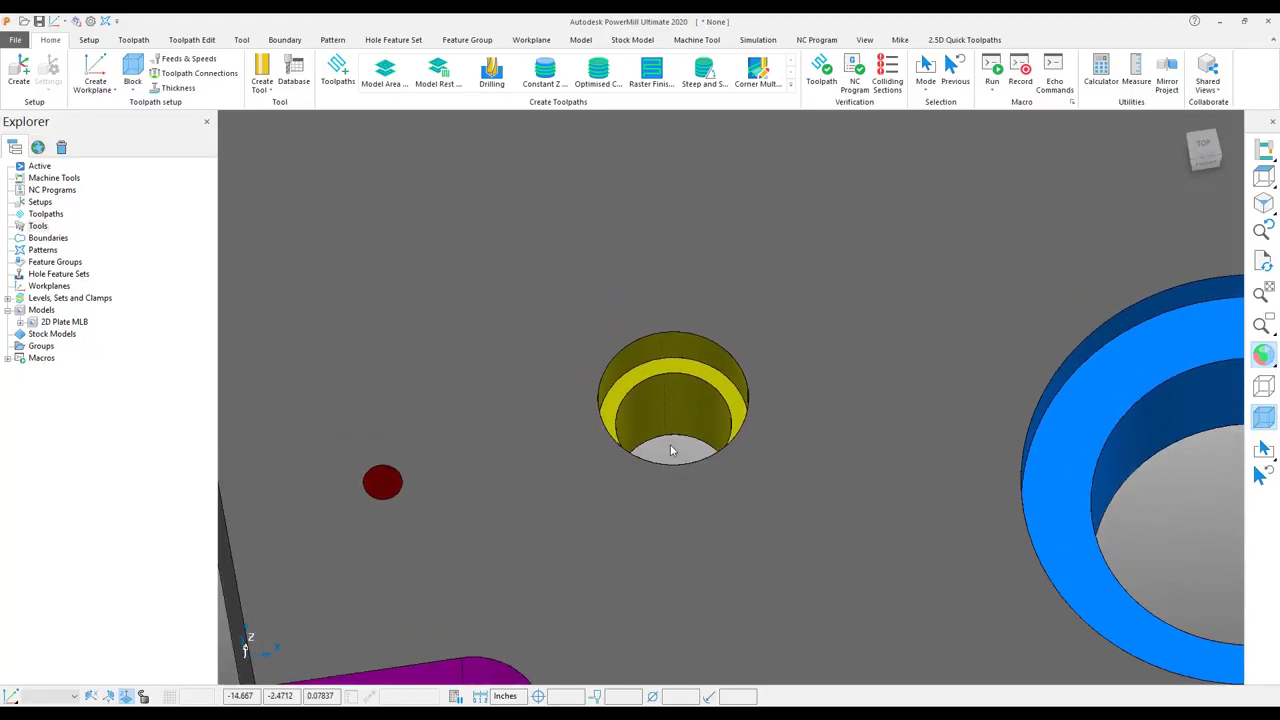 Autodesk PowerMill Ultimate 2020 [ * None ]
File Home Setup Toolpath Toolpath Edit Tool Boundary Pattern Hole Feature Set Feature Group Workplane Model Stock Model Machine Tool Simulation NC Program View Mike 2.5D Quick Toolpaths
Create
Settings
Setup
Create
Workplane
Block
Feeds & Speeds
Toolpath Connections
Thickness
Toolpath setup
Create
Tool
Database
Tool
Toolpaths
Model Area ...
Model Rest ...
Drilling
Constant Z ...
Optimised C...
Raster Finis...
Steep and S...
Corner Mult...
Create Toolpaths
Toolpath
NC
Program
Colliding
Sections
Verification
Mode
Previous
Selection
Run
Record
Echo
Commands
Macro
Calculator
Measure
Mirror
Project
Utilities
Shared
Views
Collaborate
Explorer
Active
Machine Tools
NC Programs
Setups
Toolpaths
Tools
Boundaries
Patterns
Feature Groups
Hole Feature Sets
Workplanes
Levels, Sets and Clamps
Models
2D Plate MLB
Stock Models
Groups
Macros
TOP
Z
X
-14.667 -2.4712 0.07837 Inches